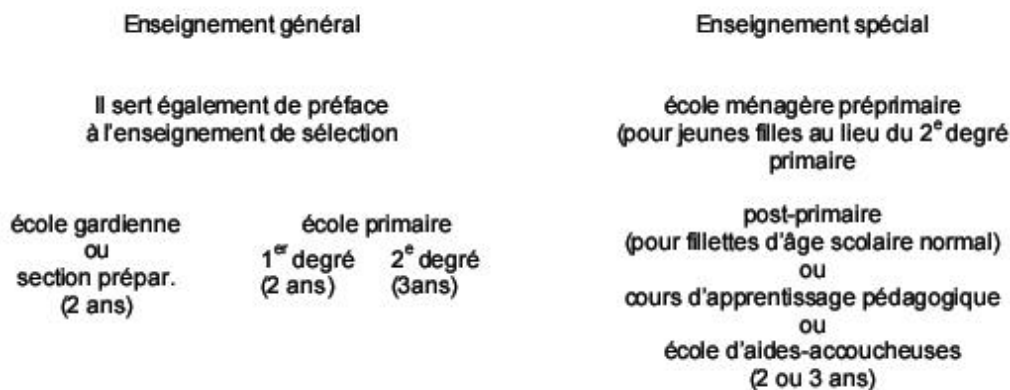 Enseignement général
Il sert également de préface
à l'enseignement de sélection
école gardienne
ou
section prépar.
(2 ans)
école primaire
1er degré 2e degré
(2 ans) (3ans)
Enseignement spécial
école ménagère préprimaire
(pour jeunes filles au lieu du 2e degré
primaire
post-primaire
(pour fillettes d'âge scolaire normal)
ou
cours d'apprentissage pédagogique
ou
école d'aides-accoucheuses
(2 ou 3 ans)